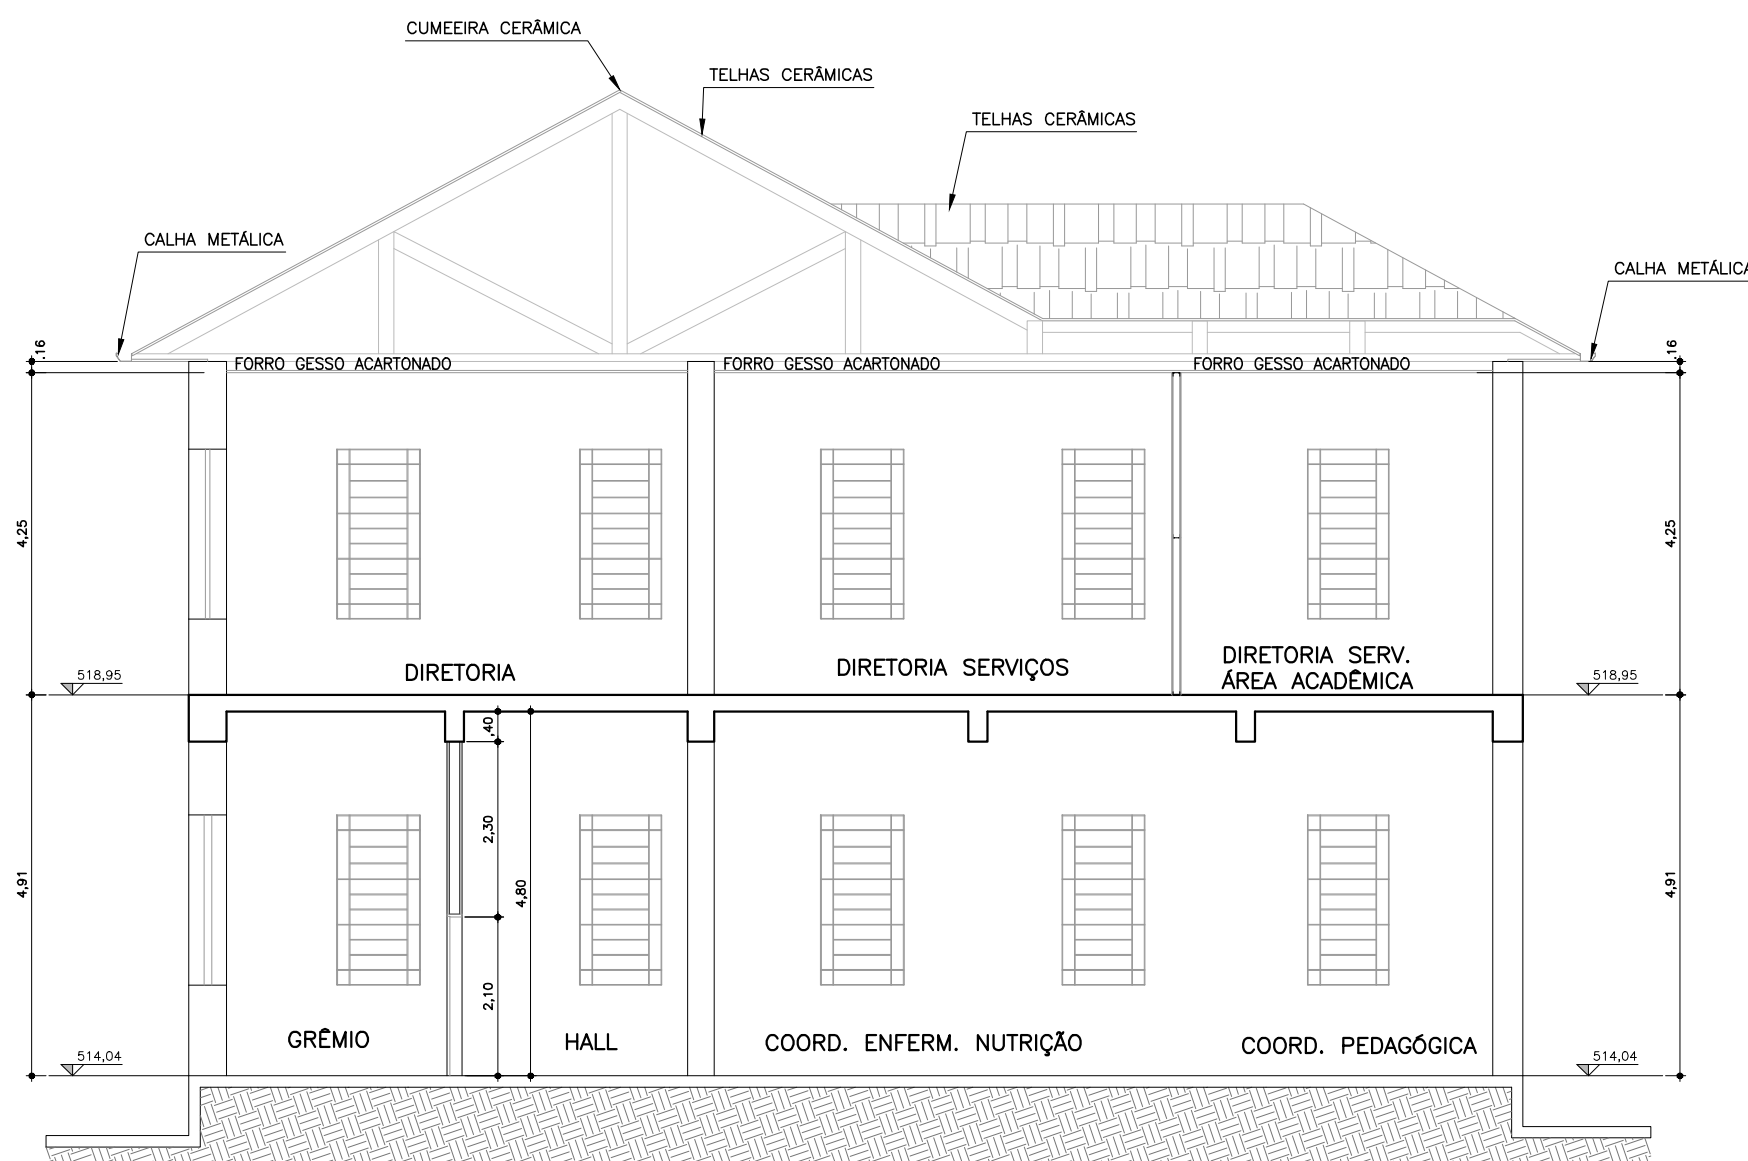 CUMEEIRA CERÂMICA
TELHAS CERÂMICAS
TELHAS CERÂMICAS
CALHA METÁLICA
CALHA METÁLICA
.16
.16
FORRO GESSO ACARTONADO
FORRO GESSO ACARTONADO
FORRO GESSO ACARTONADO
4,25
4,25
DIRETORIA
DIRETORIA SERVIÇOS
DIRETORIA SERV.
ÁREA ACADÊMICA
518,95
518,95
,40
2,30
4,80
4,91
4,91
2,10
GRÊMIO
HALL
COORD. ENFERM. NUTRIÇÃO
COORD. PEDAGÓGICA
514,04
514,04